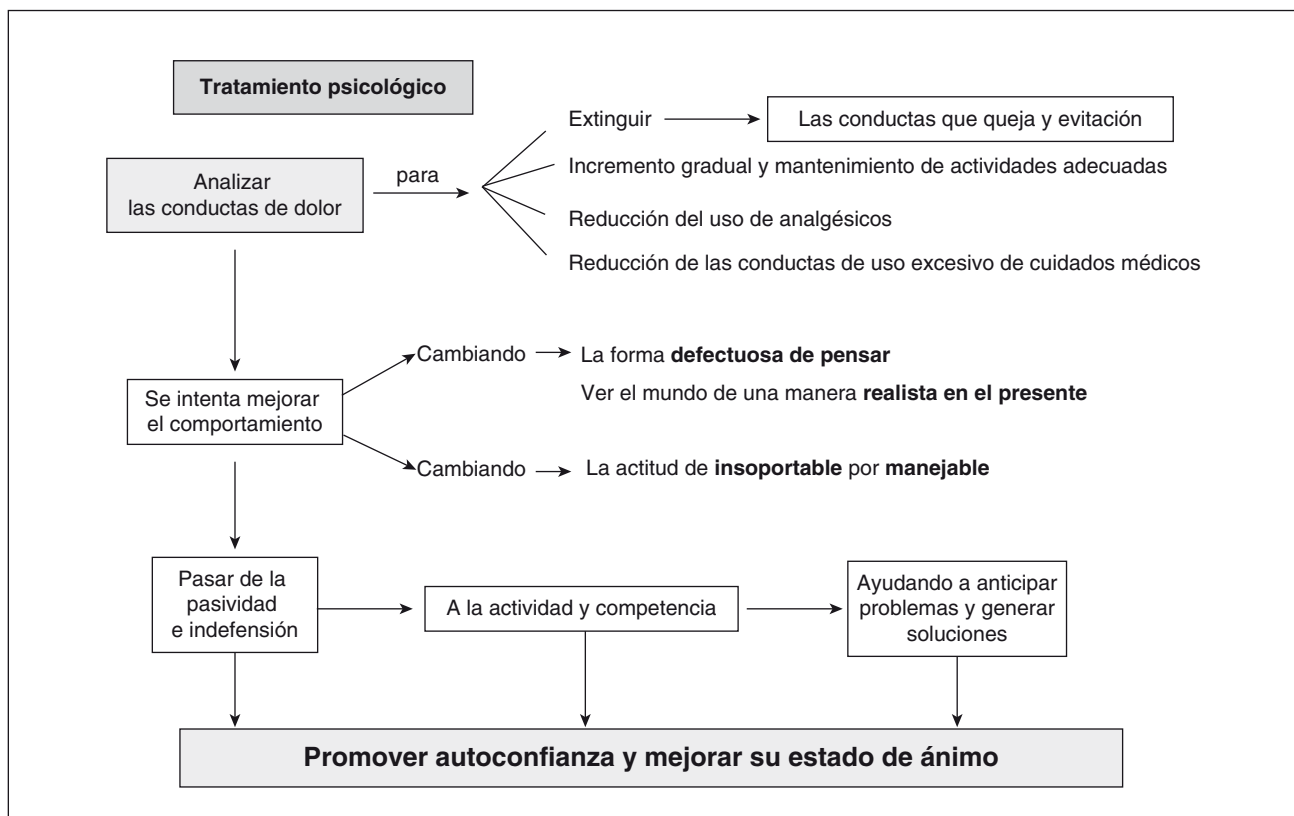 Tratamiento psicológico
Extinguir
Las conductas que queja y evitación
Analizar
las conductas de dolor
para
Incremento gradual y mantenimiento de actividades adecuadas
Reducción del uso de analgésicos
Reducción de las conductas de uso excesivo de cuidados médicos
Se intenta mejorar
el comportamiento
Cambiando
La forma defectuosa de pensar
Ver el mundo de una manera realista en el presente
Cambiando
La actitud de insoportable por manejable
Pasar de la
pasividad
e indefensión
A la actividad y competencia
Ayudando a anticipar
problemas y generar
soluciones
Promover autoconfianza y mejorar su estado de ánimo